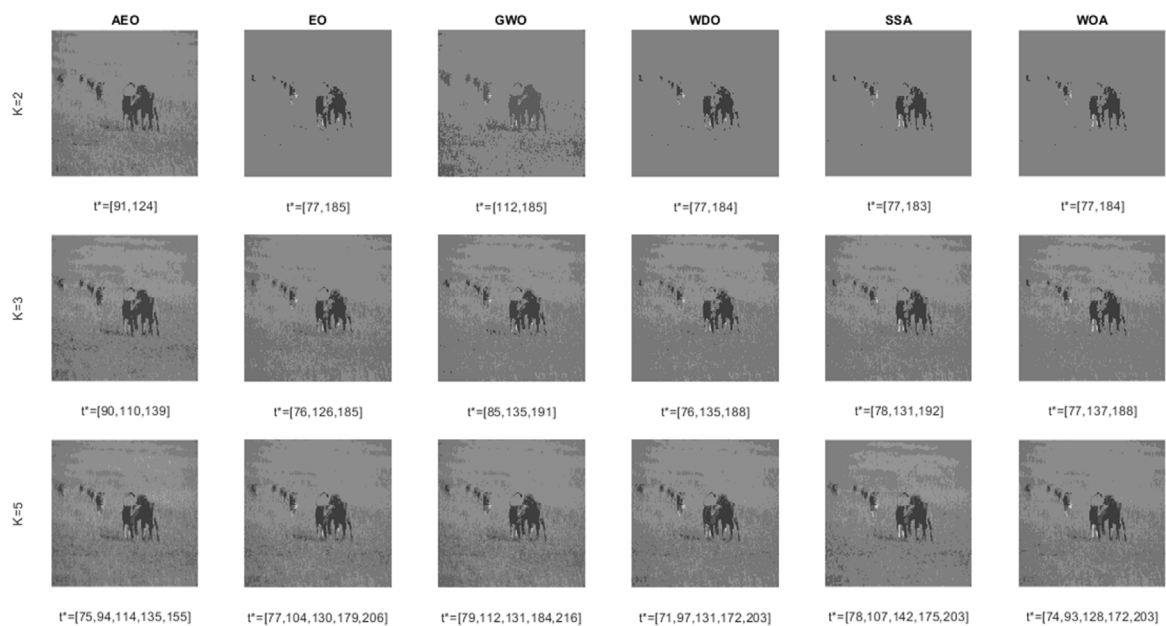 AEO EO GWO WDO SSA WOA
K=2
t*=[91,124] t*=[77,185] t*=[112,185] t*=[77,184] t*=[77,183] t*=[77,184]
K=3
t*=[90,110,139] t*=[76,126,185] t*=[85,135,191] t*=[76,135,188] t*=[78,131,192] t*=[77,137,188]
K=5
t*=[75,94,114,135,155] t*=[77,104,130,179,206] t*=[79,112,131,184,216] t*=[71,97,131,172,203] t*=[78,107,142,175,203] t*=[74,93,128,172,203]